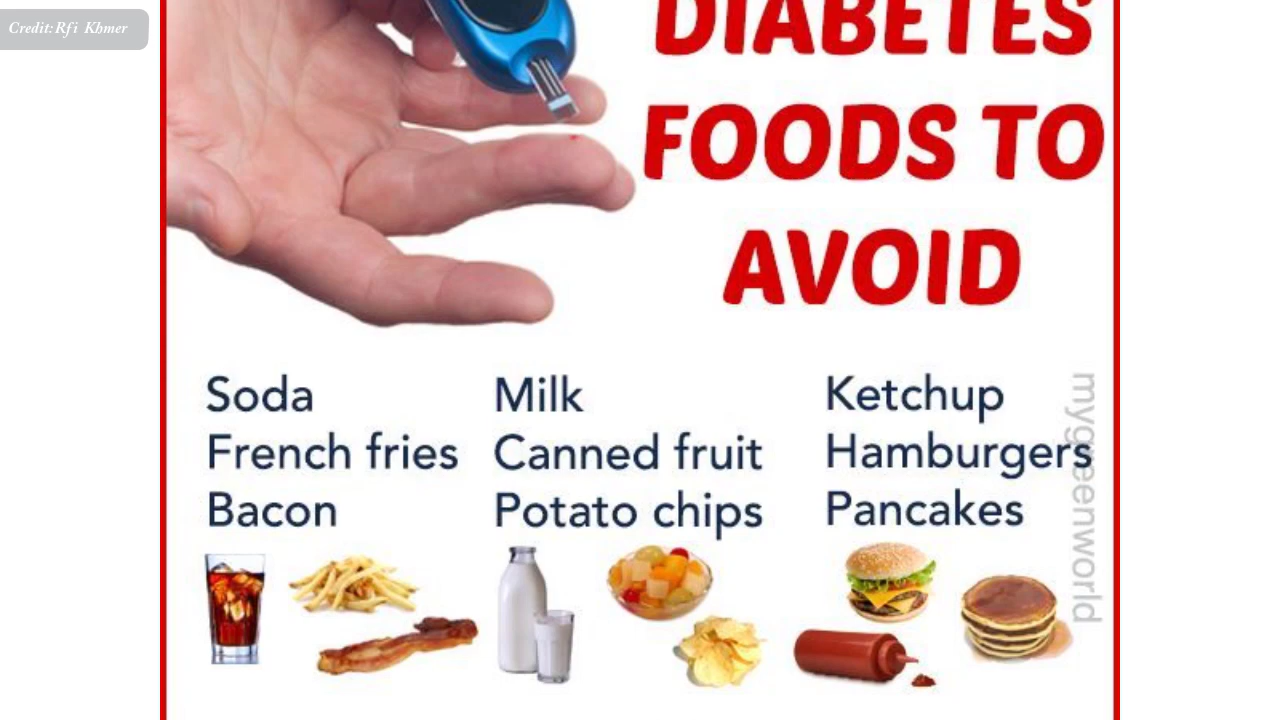 Credit:Rfi Khmer
DIABETES
FOODS TO
AVOID
Soda
French fries
Bacon
Milk
Canned fruit
Potato chips
Ketchup
Hamburgers
Pancakes
mygreenworld